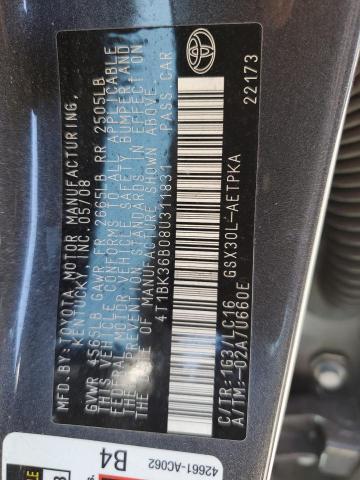 MFD. BY: TOYOTA MOTOR MANUFACTURING,
KENTUCKY, INC. 05/08
GVWR 4565LB GAWR FR 2665LB RR 2505LB
THIS VEHICLE CONFORMS TO ALL APPLICABLE
FEDERAL MOTOR VEHICLE SAFETY, BUMPER, AND
THEFT PREVENTION STANDARDS IN EFFECT ON
THE DATE OF MANUFACTURE SHOWN ABOVE.
4T1BK36B08U311831 PASS. CAR
C/TR: 1G3/LC16 GSX30L-AETPKA
A/TM: -02A/U660E
22173
42661-AC062
B4